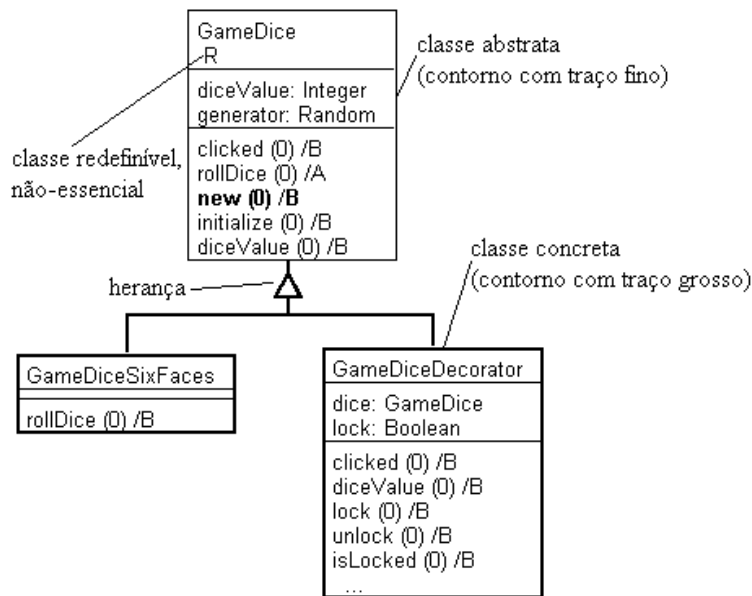 GameDice
R
diceValue: Integer
generator: Random
clicked (0) /B
rollDice (0) /A
new (0) /B
initialize (0) /B
diceValue (0) /B
classe abstrata
(contorno com traço fino)
classe redefinível,
não-essencial
herança
classe concreta
(contorno com traço grosso)
GameDiceSixFaces
rollDice (0) /B
GameDiceDecorator
dice: GameDice
lock: Boolean
clicked (0) /B
diceValue (0) /B
lock (0) /B
unlock (0) /B
isLocked (0) /B
...